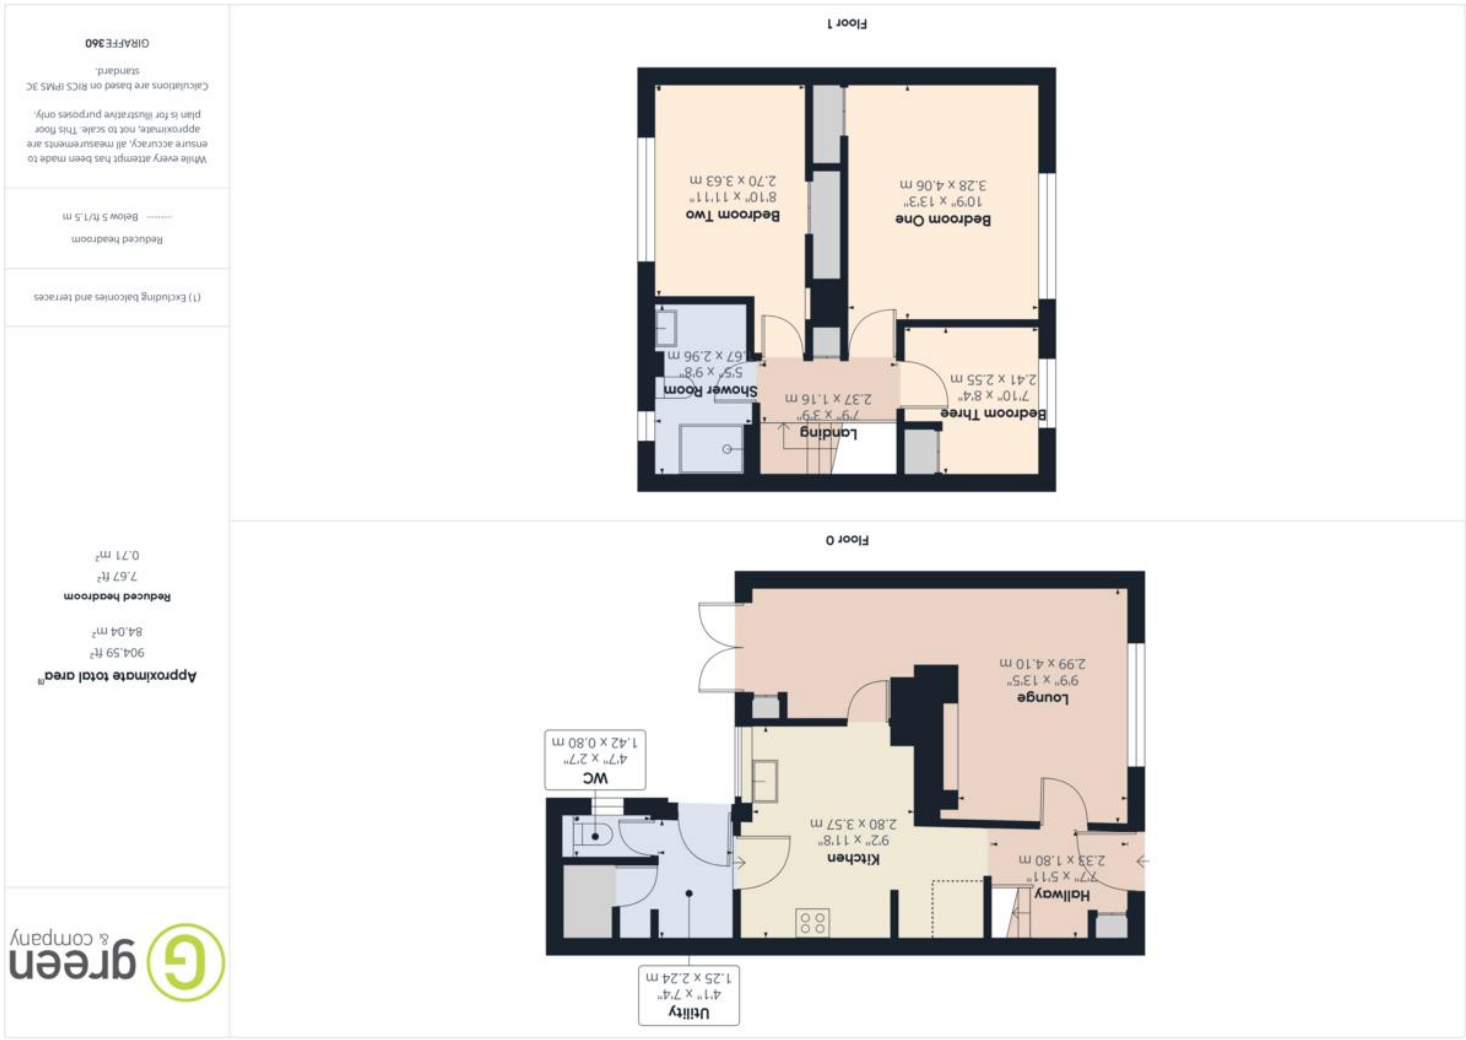 Utility
4'1" x 7'4"
1.25 x 2.24 m
Hallway
7'7" x 5'11"
2.33 x 1.80 m
Kitchen
9'2" x 11'8"
2.80 x 3.57 m
WC
4'7" x 2'7"
1.42 x 0.80 m
Lounge
9'9" x 13'5"
2.99 x 4.10 m
Floor 0
Bedroom Three
7'10" x 8'4"
2.41 x 2.55 m
Landing
7'9" x 3'9"
2.37 x 1.16 m
Shower Room
5'5" x 9'8"
1.67 x 2.96 m
Bedroom One
10'9" x 13'3"
3.28 x 4.06 m
Bedroom Two
8'10" x 11'11"
2.70 x 3.63 m
Floor 1
G green
& company
Approximate total area⁽¹⁾
904.59 ft²
84.04 m²
Reduced headroom
7.67 ft²
0.71 m²
(1) Excluding balconies and terraces
Reduced headroom
Below 5 ft/1.5 m
While every attempt has been made to
ensure accuracy, all measurements are
approximate, not to scale. This floor
plan is for illustrative purposes only.
Calculations are based on RICS IPMS 3C
standard.
GIRAFFE360